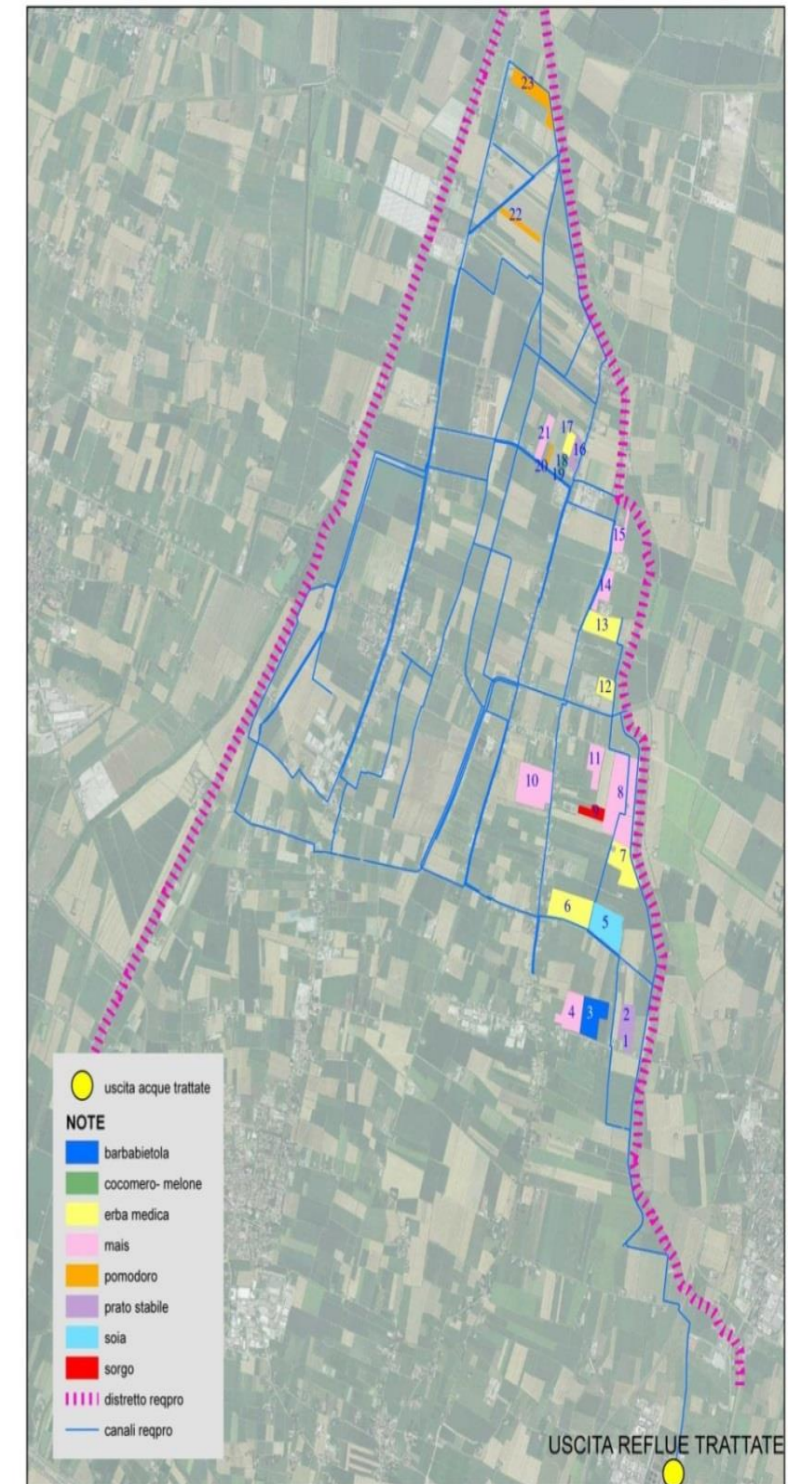 23
22
21
17
16
18
20
19
15
14
13
12
11
10
8
9
7
6
5
4
3
2
1
uscita acque trattate
NOTE
barbabietola
cocomero- melone
erba medica
mais
pomodoro
prato stabile
soia
sorgo
distretto reqpro
canali reqpro
USCITA REFLUE TRATTATE